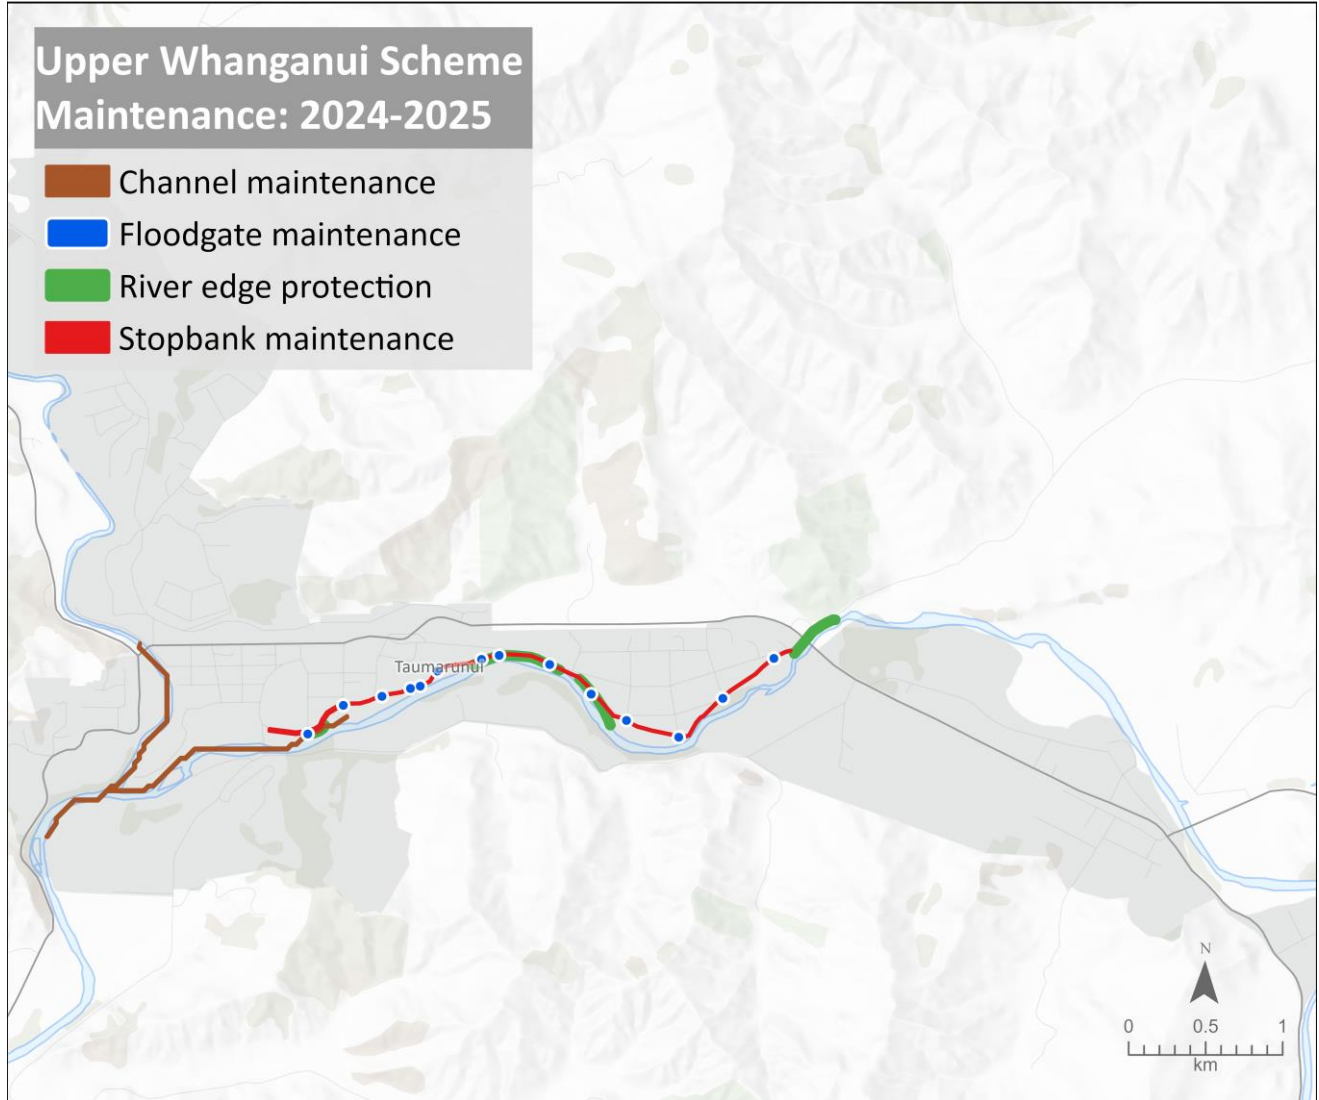 Upper Whanganui Scheme
Maintenance: 2024-2025
Channel maintenance
Floodgate maintenance
River edge protection
Stopbank maintenance
Taumarunui
N
0 0.5 1
km